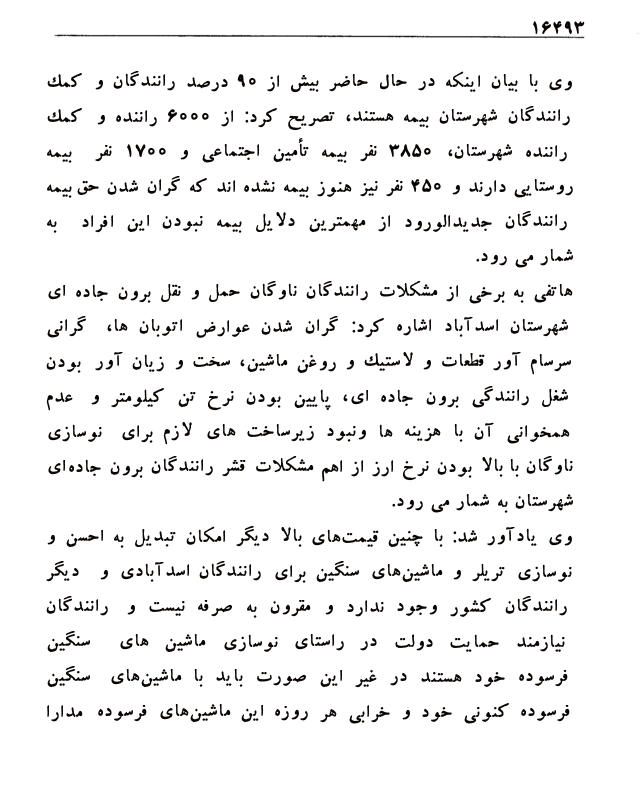 ۱۶۴۹۳
وی با بیان اینکه در حال حاضر بیش از ۹۰ درصد رانندگان و کمك
رانندگان شهرستان بیمه هستند، تصریح کرد: از ۶۰۰۰ راننده و کمك
راننده شهرستان، ۳۸۵۰ نفر بیمه تأمین اجتماعی و ۱۷۰۰ نفر بیمه
روستایی دارند و ۴۵۰ نفر نیز هنوز بیمه نشده اند که گران شدن حق بیمه
رانندگان جدیدالورود از مهمترین دلایل بیمه نبودن این افراد به
شمار می رود.
هاتفی به برخی از مشکلات رانندگان ناوگان حمل و نقل برون جاده ای
شهرستان اسدآباد اشاره کرد: گران شدن عوارض اتوبان ها، گرانی
سرسام آور قطعات و لاستیك و روغن ماشین، سخت و زیان آور بودن
شغل رانندگی برون جاده ای، پایین بودن نرخ تن کیلومتر و عدم
همخوانی آن با هزینه ها ونبود زیرساخت های لازم برای نوسازی
ناوگان با بالا بودن نرخ ارز از اهم مشکلات قشر رانندگان برون جاده‌ای
شهرستان به شمار می رود.
وی یادآور شد: با چنین قیمت‌های بالا دیگر امکان تبدیل به احسن و
نوسازی تریلر و ماشین‌های سنگین برای رانندگان اسدآبادی و دیگر
رانندگان کشور وجود ندارد و مقرون به صرفه نیست و رانندگان
نیازمند حمایت دولت در راستای نوسازی ماشین های سنگین
فرسوده خود هستند در غیر این صورت باید با ماشین‌های سنگین
فرسوده کنونی خود و خرابی هر روزه این ماشین‌های فرسوده مدارا